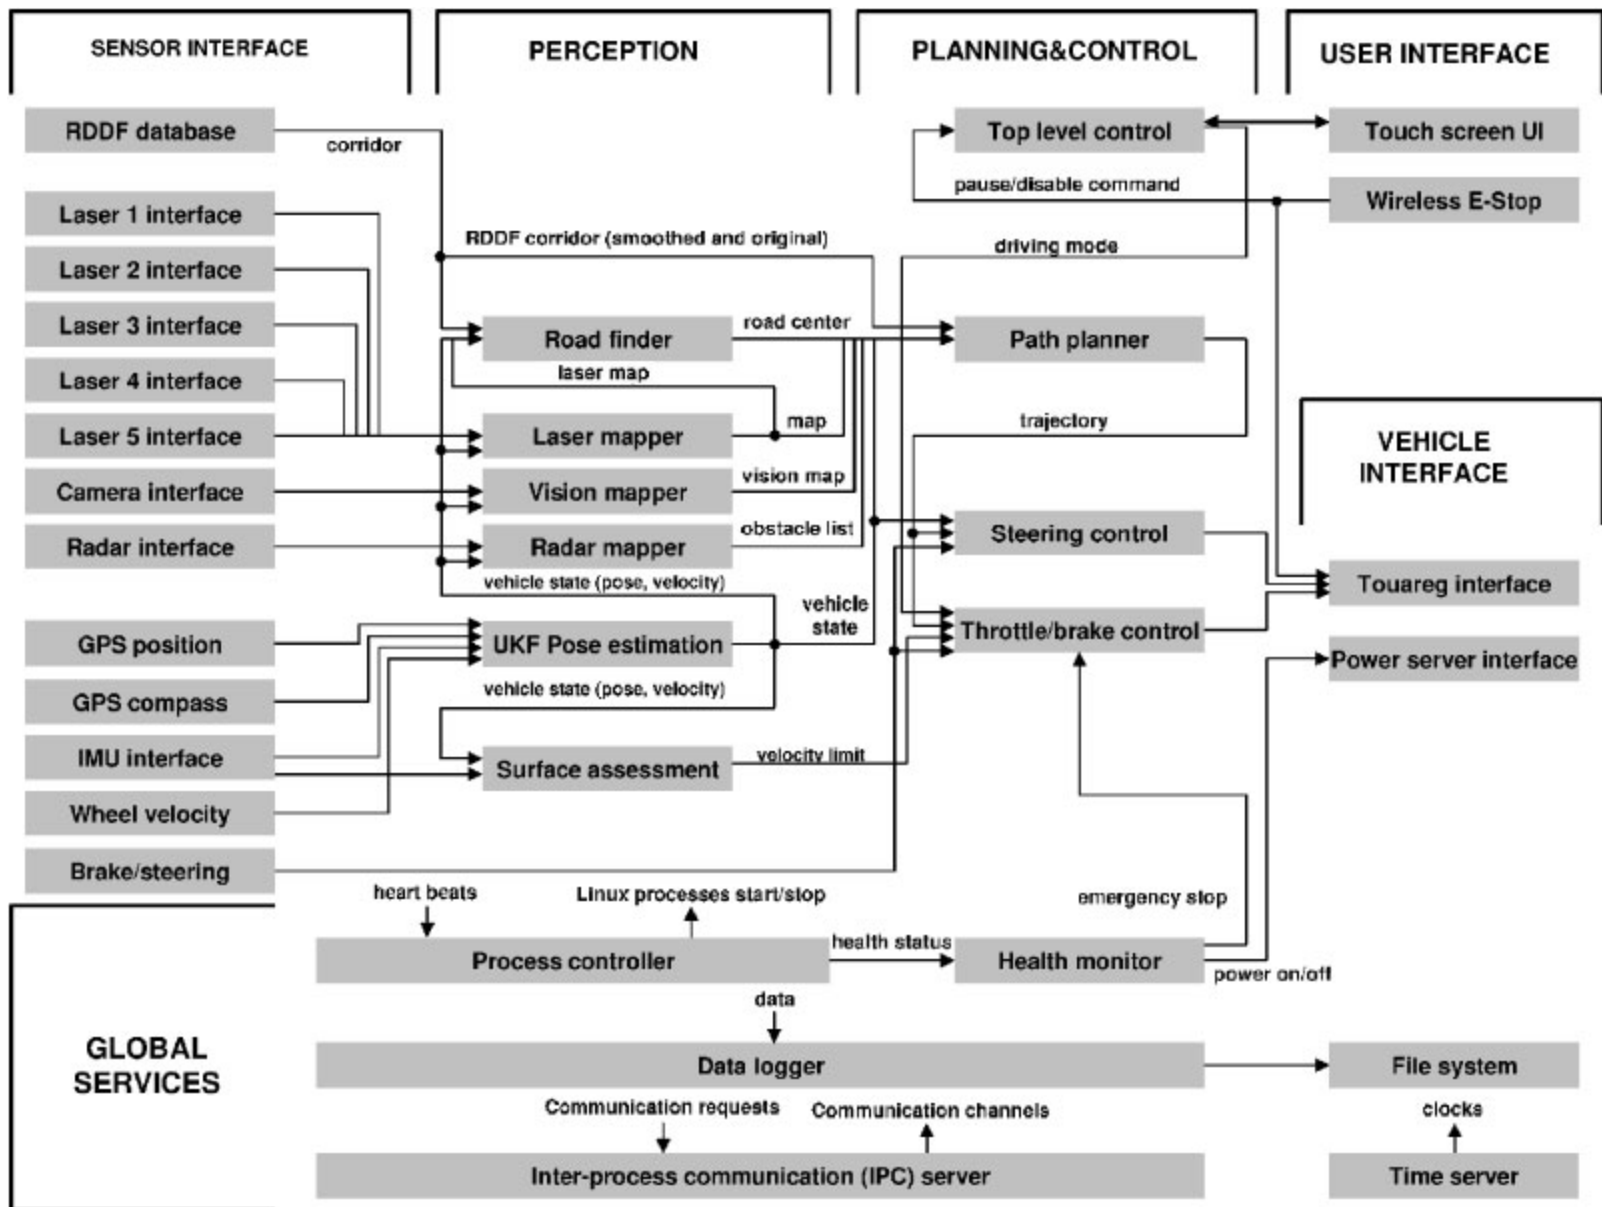 SENSOR INTERFACE
PERCEPTION
PLANNING&CONTROL
USER INTERFACE
RDDF database
corridor
Top level control
Touch screen UI
pause/disable command
Wireless E-Stop
Laser 1 interface
RDDF corridor (smoothed and original)
driving mode
Laser 2 interface
Laser 3 interface
Road finder
road center
Path planner
laser map
Laser 4 interface
Laser 5 interface
Laser mapper
map
trajectory
VEHICLE
INTERFACE
Camera interface
Vision mapper
vision map
Radar interface
Radar mapper
obstacle list
Steering control
vehicle state (pose, velocity)
vehicle
state
Touareg interface
GPS position
UKF Pose estimation
Throttle/brake control
Power server interface
vehicle state (pose, velocity)
GPS compass
IMU interface
Surface assessment
velocity limit
Wheel velocity
Brake/steering
heart beats
Linux processes start/stop
emergency stop
Process controller
health status
Health monitor
power on/off
data
GLOBAL
SERVICES
Data logger
File system
Communication requests
Communication channels
clocks
Inter-process communication (IPC) server
Time server